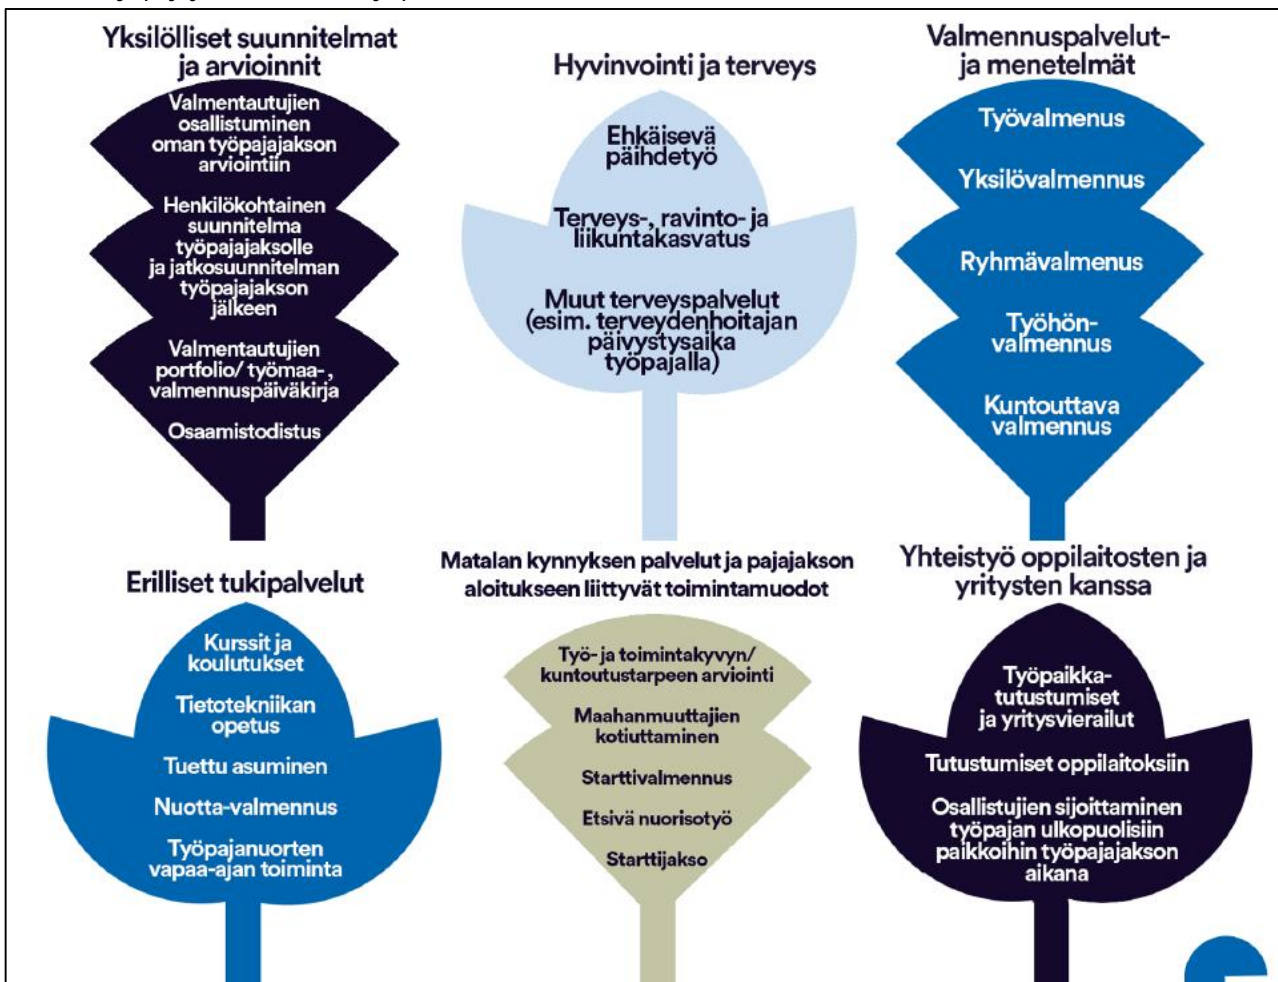 Yksilölliset suunnitelmat
ja arvioinnit
Valmentautujien
osallistuminen
oman työpajajakson
arviointiin
Henkilökohtainen
suunnitelma
työpajajaksolle
ja jatkosuunnitelman
työpajajakson
jälkeen
Valmentautujien
portfolio/ työmaa-,
valmennuspäiväkirja
Osaamistodistus
Hyvinvointi ja terveys
Ehkäisevä
päihdetyö
Terveys-, ravinto- ja
liikuntakasvatus
Muut terveyspalvelut
(esim. terveydenhoitajan
päivystysaika
työpajalla)
Valmennuspalvelut-
ja menetelmät
Työvalmenus
Yksilövalmennus
Ryhmävalmenus
Työhön-
valmennus
Kuntouttava
valmennus
Erilliset tukipalvelut
Kurssit ja
koulutukset
Tietotekniikan
opetus
Tuettu asuminen
Nuotta-valmennus
Työpajanuorten
vapaa-ajan toiminta
Matalan kynnyksen palvelut ja pajajakson
aloitukseen liittyvät toimintamuodot
Työ- ja toimintakyvyn/
kuntoutustarpeen arviointi
Maahanmuuttajien
kotiuttaminen
Starttivalmennus
Etsivä nuorisotyö
Starttijakso
Yhteistyö oppilaitosten ja
yritysten kanssa
Työpaikka-
tutustumiset
ja yritysvierailut
Tutustumiset oppilaitoksiin
Osallistujien sijoittaminen
työpajan ulkopuolisiin
paikkoihin työpajajakson
aikana